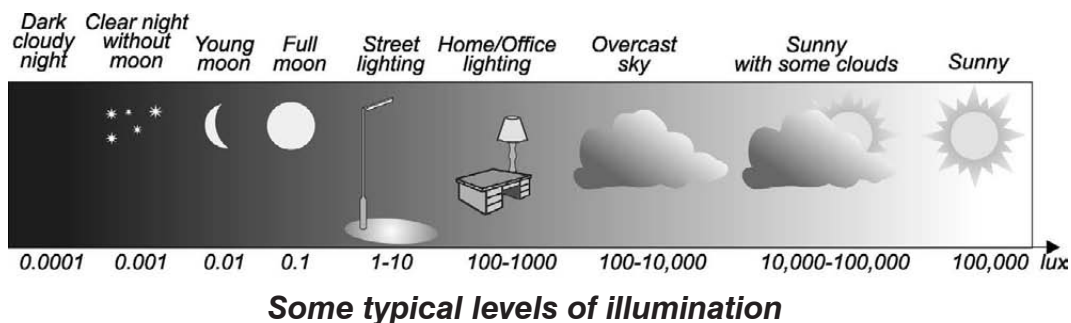 Dark cloudy night
Clear night without moon
Young moon
Full moon
Street lighting
Home/Office lighting
Overcast sky
Sunny with some clouds
Sunny
0.0001 0.001 0.01 0.1 1-10 100-1000 100-10,000 10,000-100,000 100,000 lux
Some typical levels of illumination